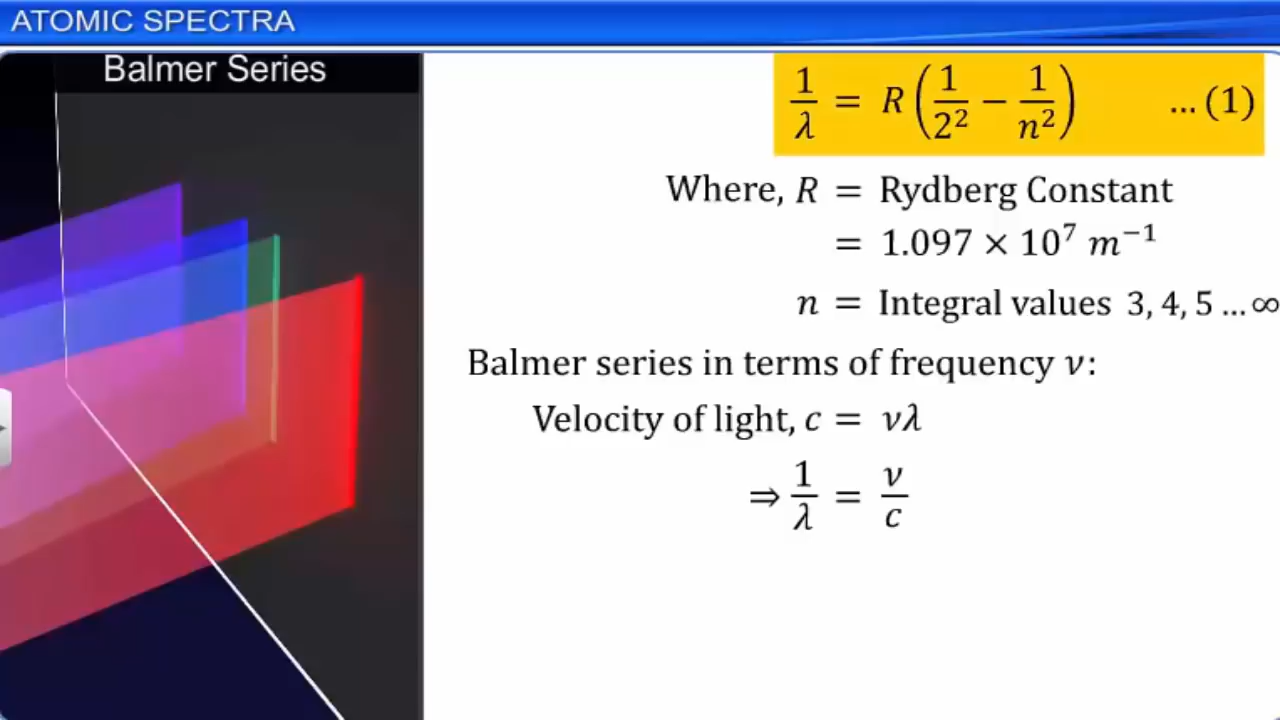 ATOMIC SPECTRA
Balmer Series
1/λ = R(1/2² − 1/n²) ...(1)
Where, R = Rydberg Constant
= 1.097 × 10⁷ m⁻¹
n = Integral values 3, 4, 5 ... ∞
Balmer series in terms of frequency ν:
Velocity of light, c = νλ
⇒ 1/λ = ν/c